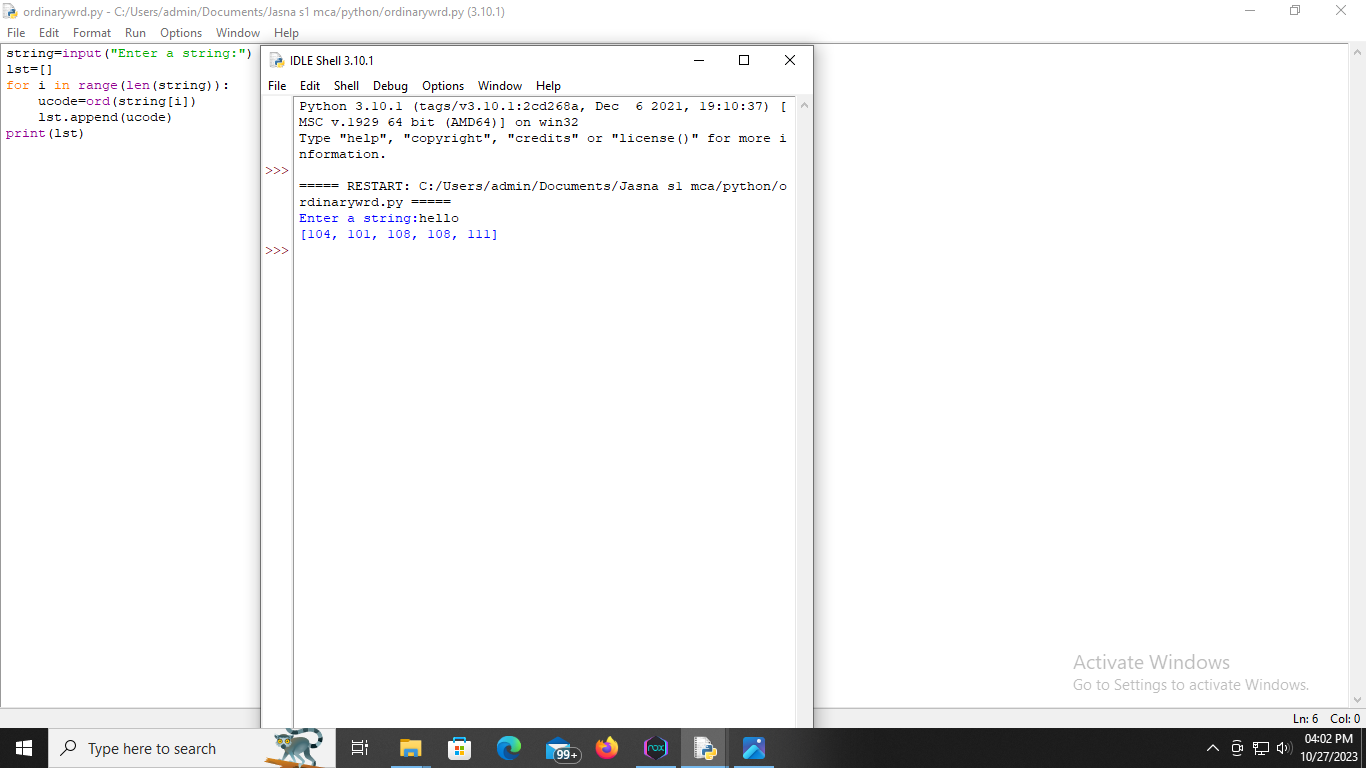 ordinarywrd.py - C:/Users/admin/Documents/Jasna s1 mca/python/ordinarywrd.py (3.10.1)
File Edit Format Run Options Window Help
string=input("Enter a string:")
lst=[]
for i in range(len(string)):
    ucode=ord(string[i])
    lst.append(ucode)
print(lst)
IDLE Shell 3.10.1
File Edit Shell Debug Options Window Help
Python 3.10.1 (tags/v3.10.1:2cd268a, Dec  6 2021, 19:10:37) [
MSC v.1929 64 bit (AMD64)] on win32
Type "help", "copyright", "credits" or "license()" for more i
nformation.
>>>
===== RESTART: C:/Users/admin/Documents/Jasna s1 mca/python/o
rdinarywrd.py =====
Enter a string:hello
[104, 101, 108, 108, 111]
>>>
Activate Windows
Go to Settings to activate Windows.
Ln: 6 Col: 0
Type here to search
99+
nox
04:02 PM
10/27/2023